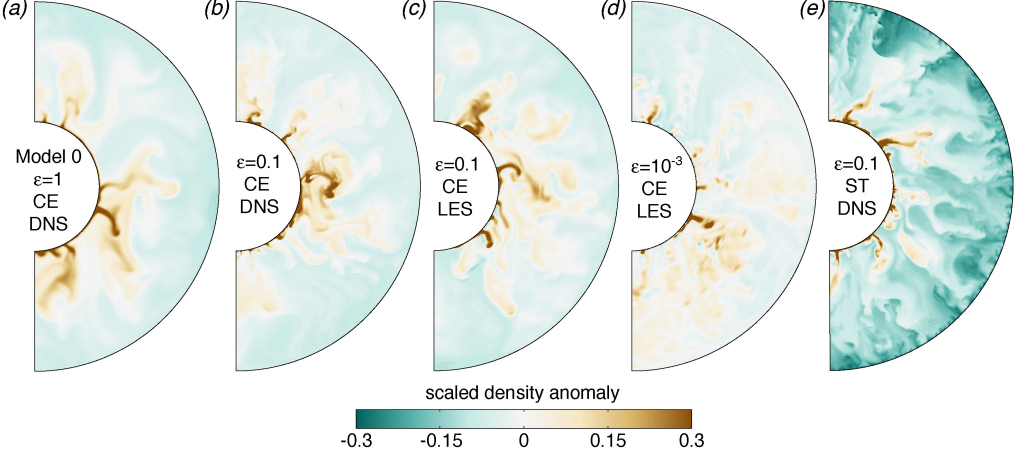 (a)
(b)
(c)
(d)
(e)
Model 0
ε=1
CE
DNS
ε=0.1
CE
DNS
ε=0.1
CE
LES
ε=10-3
CE
LES
ε=0.1
ST
DNS
scaled density anomaly
-0.3
-0.15
0
0.15
0.3